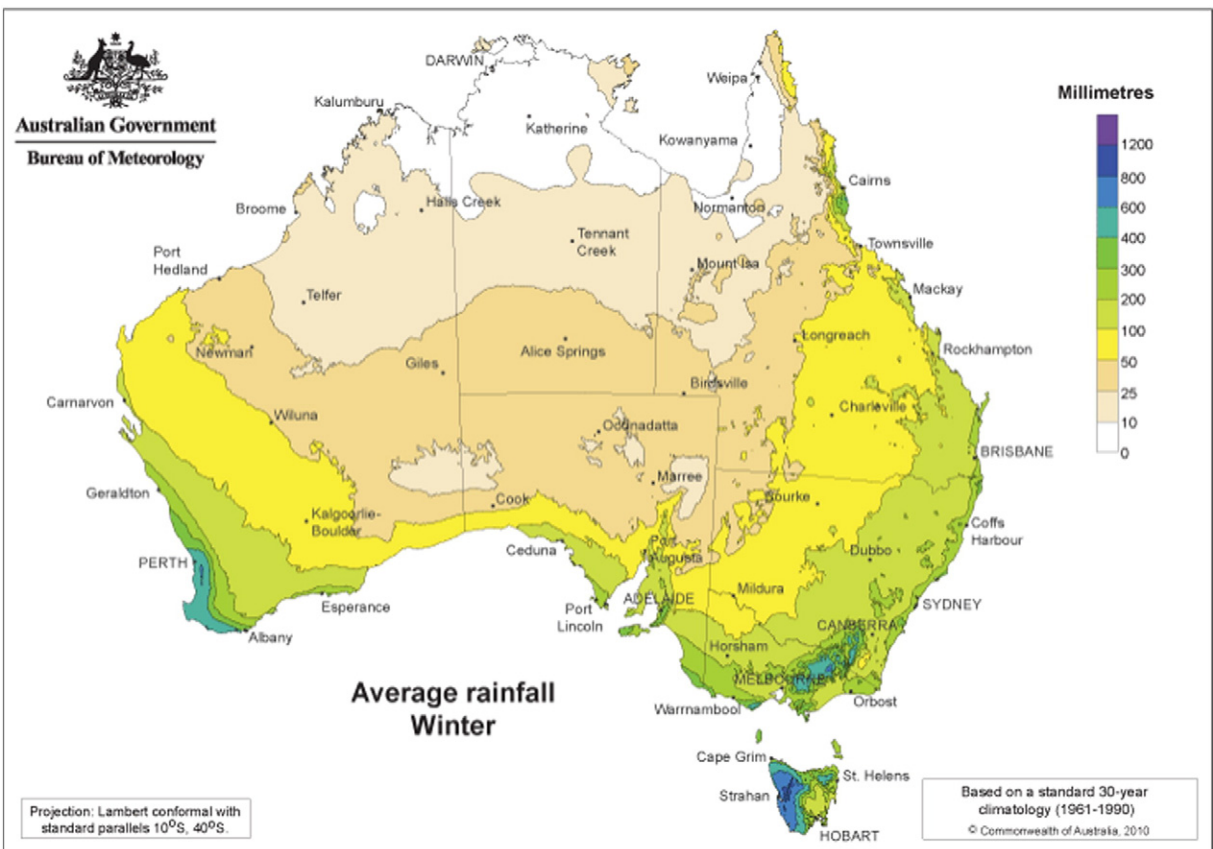 Australian Government
Bureau of Meteorology
DARWIN
Weipa
Kalumburu
Katherine
Kowanyama
Cairns
Broome
Halls Creek
Normanton
Port
Hedland
Tennant
Creek
Townsville
Mount Isa
Telfer
Mackay
Newman
Longreach
Rockhampton
Giles
Alice Springs
Birdsville
Carnarvon
Charleville
Wiluna
Oodnadatta
BRISBANE
Marree
Geraldton
Cook
Bourke
Kalgoorlie-
Boulder
Coffs
Harbour
Ceduna
Port
Augusta
Dubbo
PERTH
Mildura
ADELAIDE
SYDNEY
Esperance
Port
Lincoln
CANBERRA
Albany
Horsham
MELBOURNE
Warrnambool
Orbost
Cape Grim
St. Helens
Strahan
HOBART
Millimetres
1200
800
600
400
300
200
100
50
25
10
0
Average rainfall
Winter
Projection: Lambert conformal with
standard parallels 10°S, 40°S.
Based on a standard 30-year
climatology (1961-1990)
© Commonwealth of Australia, 2010